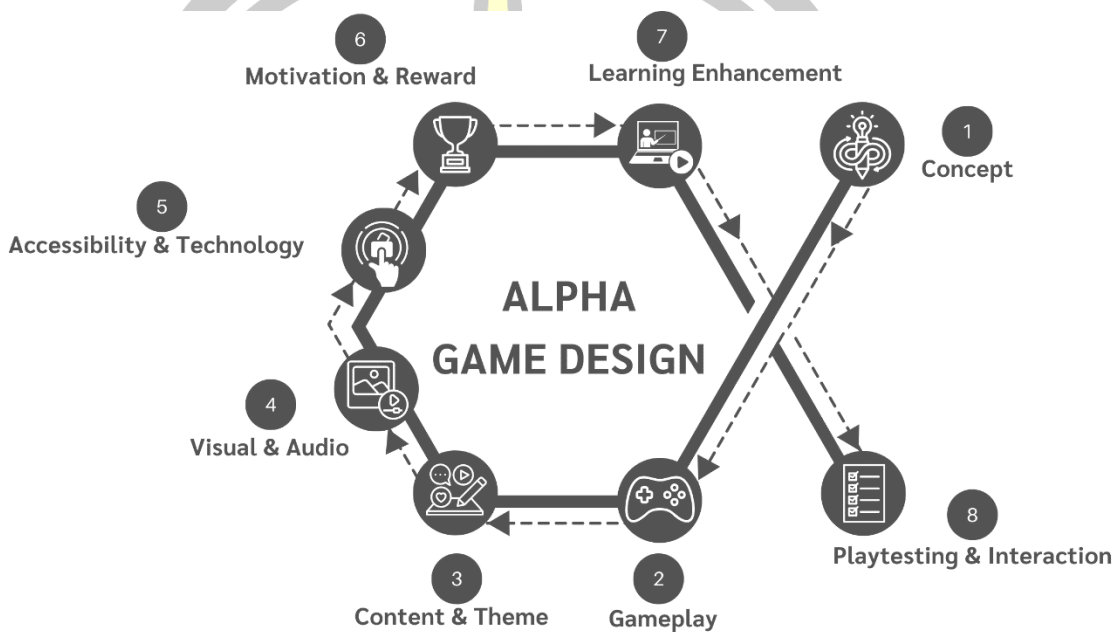 6
Motivation & Reward
7
Learning Enhancement
1
Concept
5
Accessibility & Technology
ALPHA
GAME DESIGN
4
Visual & Audio
8
Playtesting & Interaction
3
Content & Theme
2
Gameplay